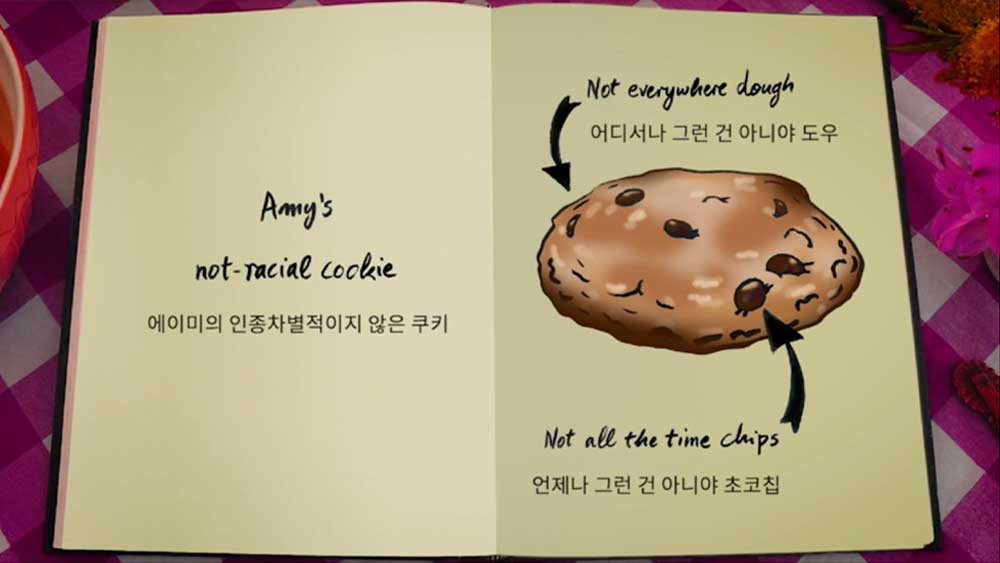 Amy's
not-racial cookie
에이미의 인종차별적이지 않은 쿠키
Not everywhere dough
어디서나 그런 건 아니야 도우
Not all the time chips
언제나 그런 건 아니야 초코칩